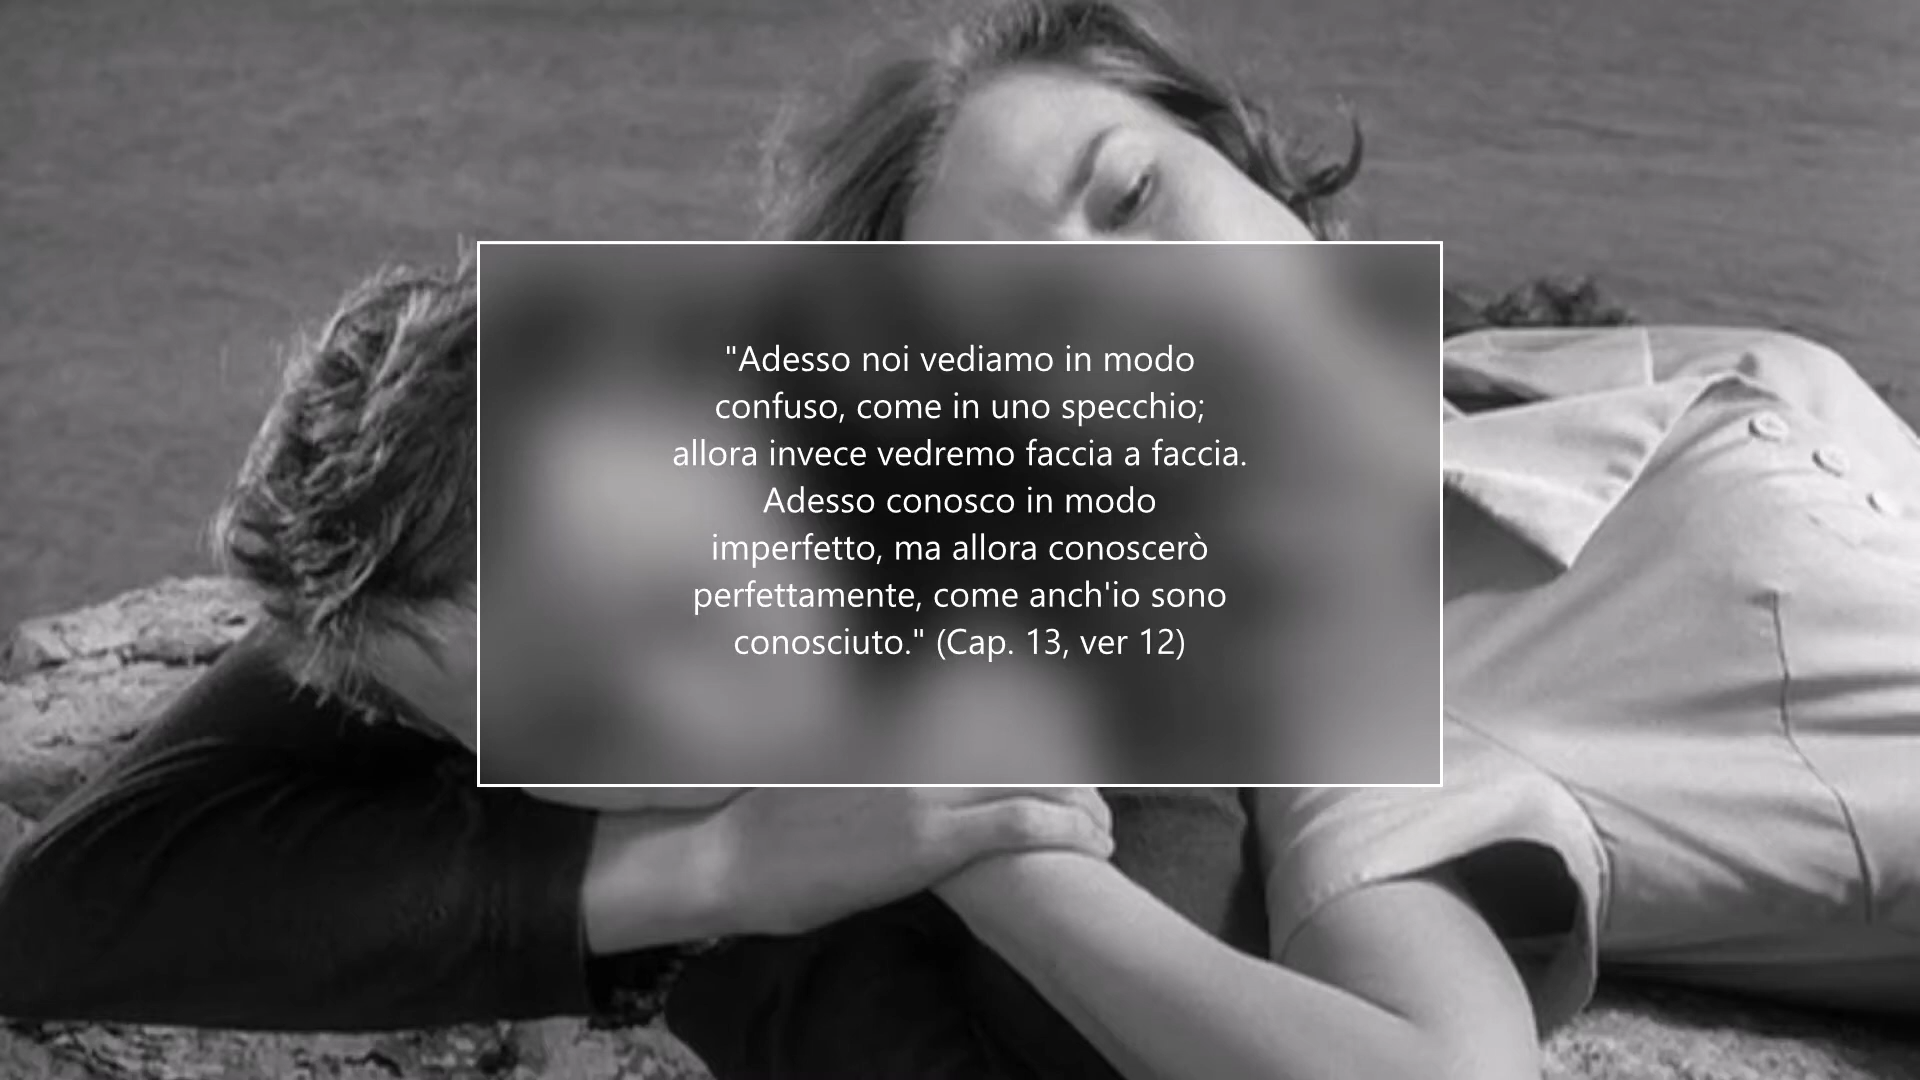 "Adesso noi vediamo in modo
confuso, come in uno specchio;
allora invece vedremo faccia a faccia.
Adesso conosco in modo
imperfetto, ma allora conoscerò
perfettamente, come anch'io sono
conosciuto." (Cap. 13, ver 12)